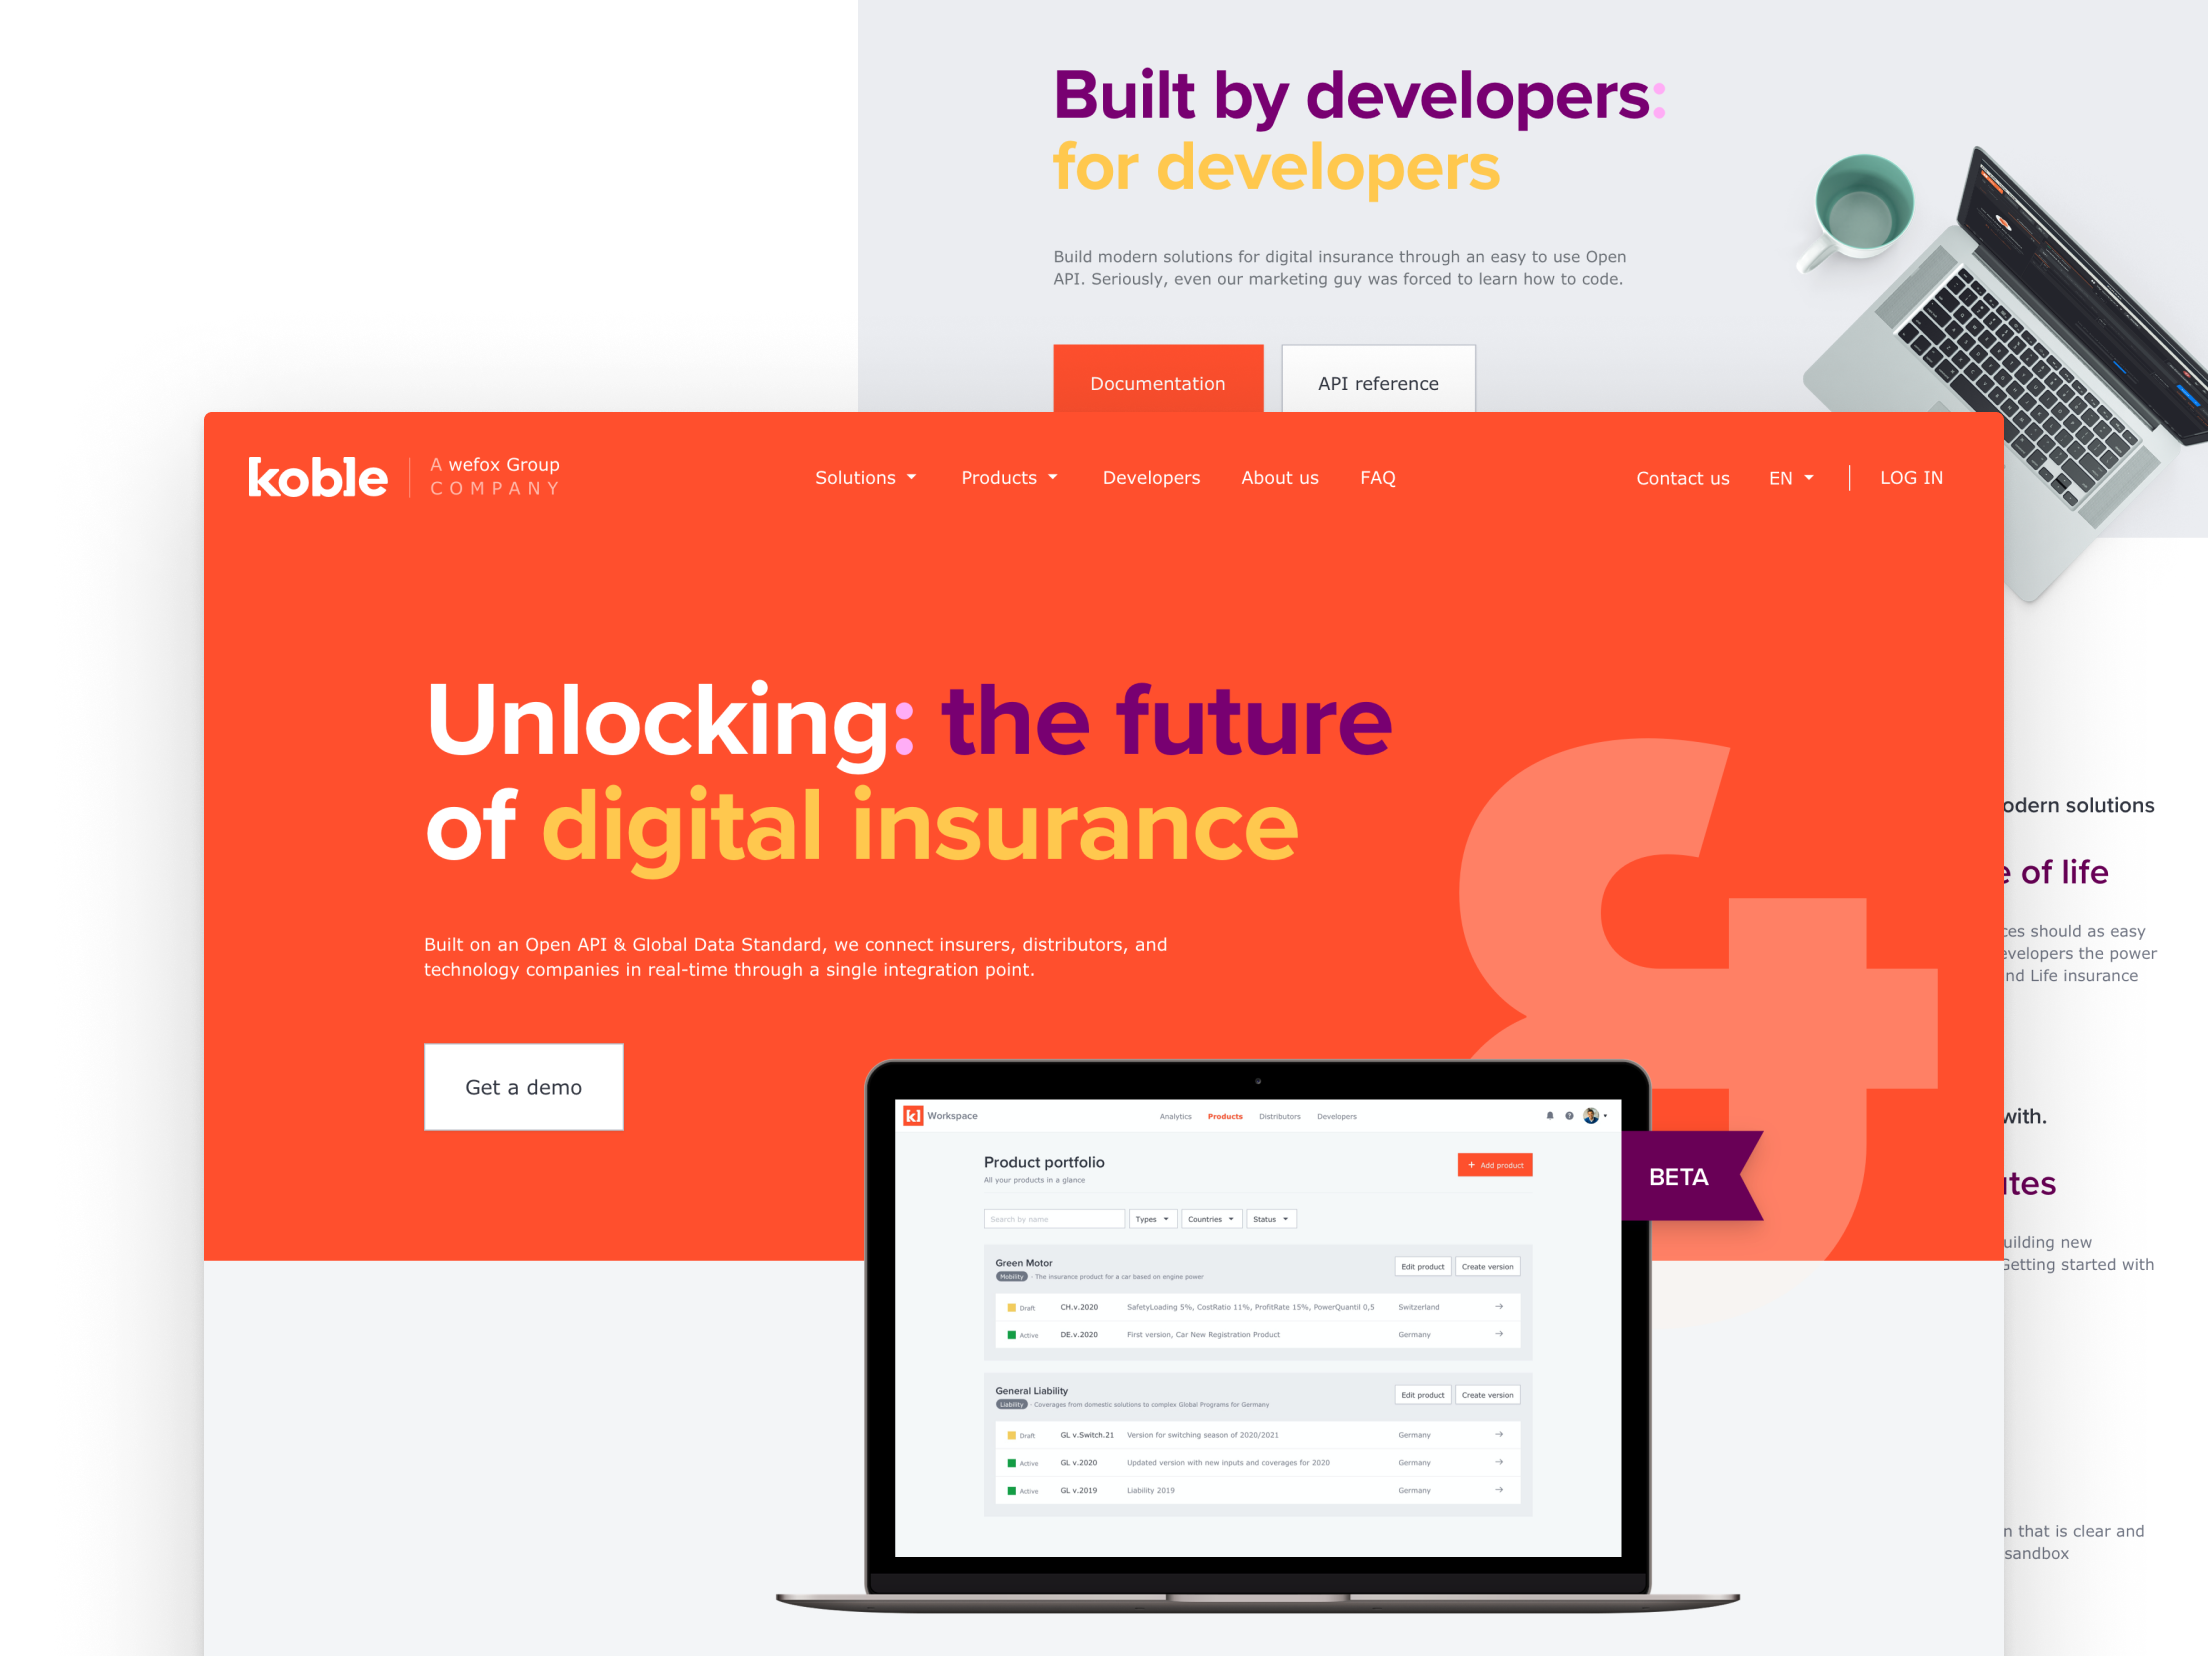 Built by developers:
for developers
Build modern solutions for digital insurance through an easy to use Open
API. Seriously, even our marketing guy was forced to learn how to code.
Documentation
API reference
koble
A wefox Group
COMPANY
Solutions
Products
Developers
About us
FAQ
Contact us
EN
LOG IN
Unlocking: the future
of digital insurance
Built on an Open API & Global Data Standard, we connect insurers, distributors, and
technology companies in real-time through a single integration point.
Get a demo
BETA
k] Workspace
Analytics
Products
Distributors
Developers
Product portfolio
All your products in a glance
+ Add product
Search by name
Types
Countries
Status
Green Motor
Mobility · The insurance product for a car based on engine power
Edit product
Create version
Draft CH.v.2020 SafetyLoading 5%, CostRatio 11%, ProfitRate 15%, PowerQuantil 0,5 Switzerland →
Active DE.v.2020 First version, Car New Registration Product Germany →
General Liability
Liability · Coverages from domestic solutions to complex Global Programs for Germany
Edit product
Create version
Draft GL v.Switch.21 Version for switching season of 2020/2021 Germany →
Active GL v.2020 Updated version with new inputs and coverages for 2020 Germany →
Active GL v.2019 Liability 2019 Germany →
odern solutions
of life
ces should as easy
evelopers the power
nd Life insurance
with.
tes
uilding new
Getting started with
n that is clear and
sandbox